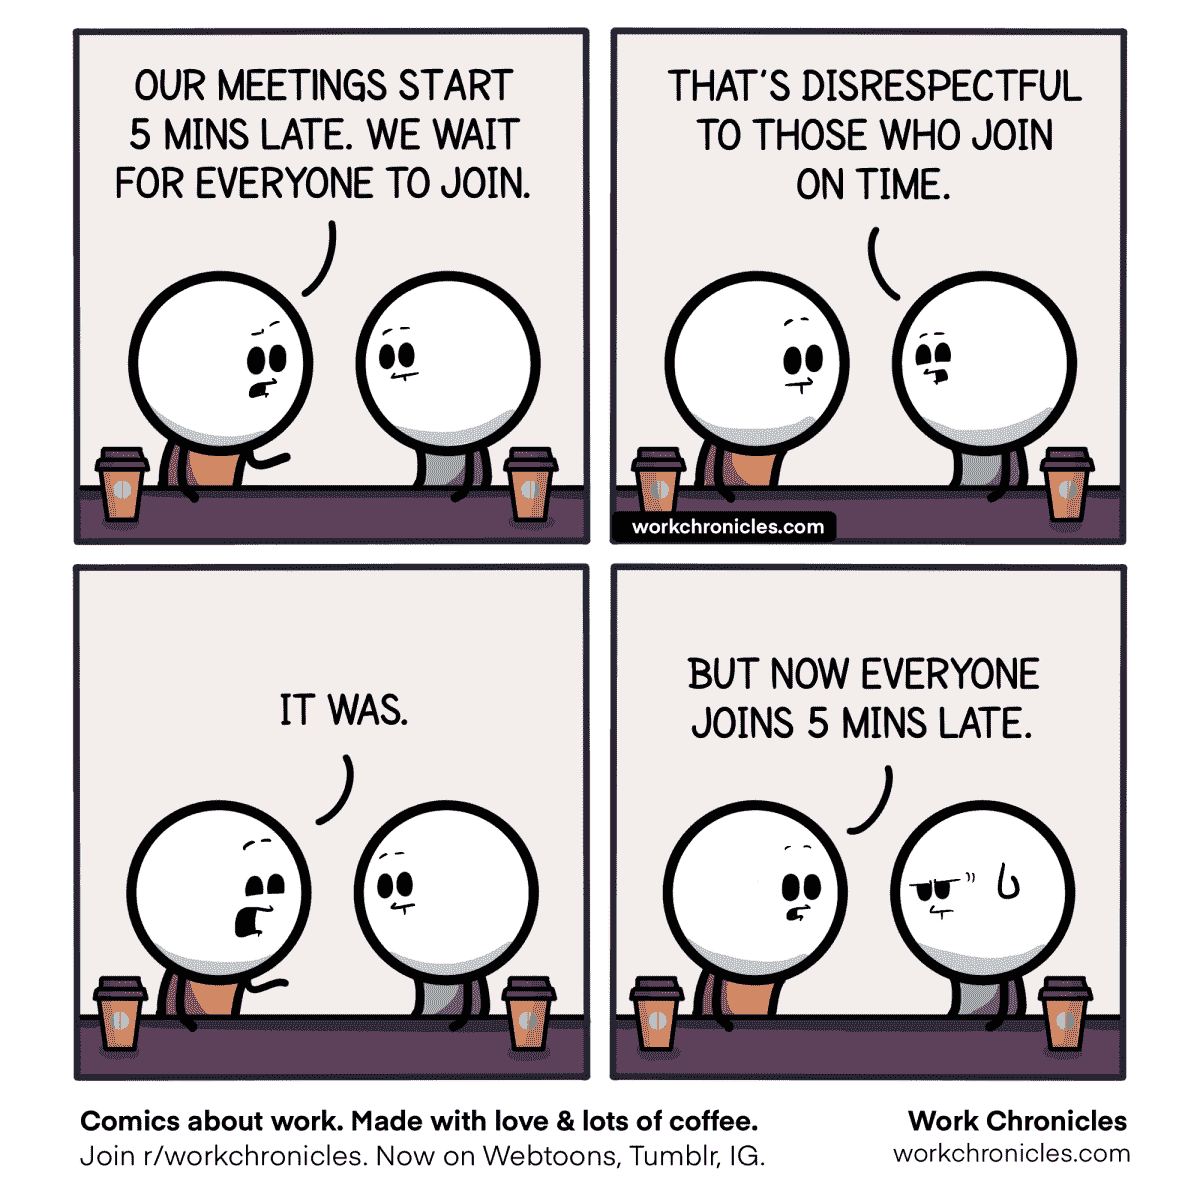 OUR MEETINGS START
5 MINS LATE. WE WAIT
FOR EVERYONE TO JOIN.
THAT'S DISRESPECTFUL
TO THOSE WHO JOIN
ON TIME.
workchronicles.com
IT WAS.
BUT NOW EVERYONE
JOINS 5 MINS LATE.
Comics about work. Made with love & lots of coffee.
Join r/workchronicles. Now on Webtoons, Tumblr, IG.
Work Chronicles
workchronicles.com